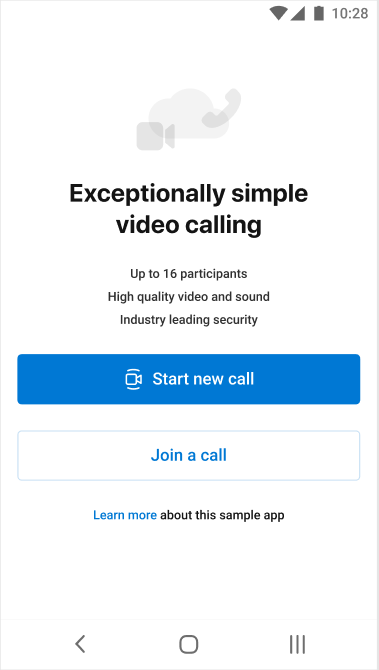 10:28
Exceptionally simple
video calling
Up to 16 participants
High quality video and sound
Industry leading security
Start new call
Join a call
Learn more about this sample app